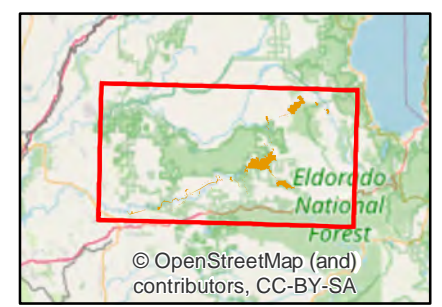 Eldorado
National
Forest
© OpenStreetMap (and)
contributors, CC-BY-SA